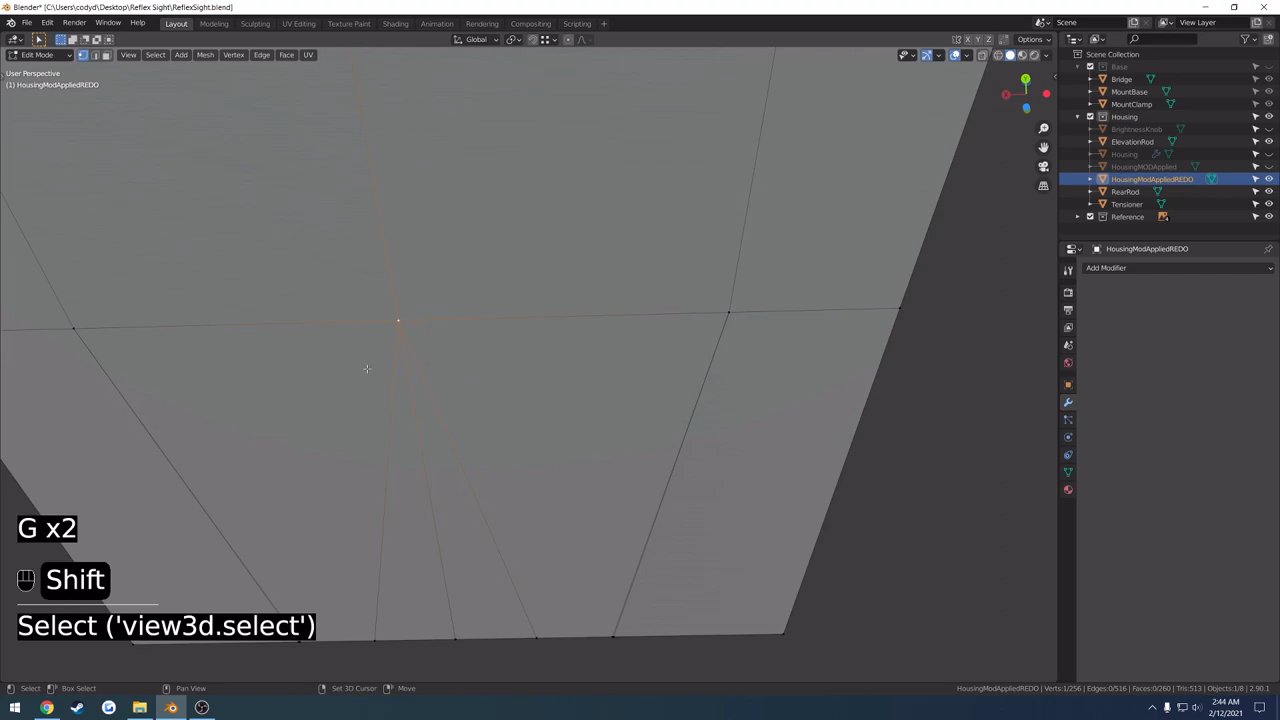 Blender* [C:\Users\codyd\Desktop\Reflex Sight\ReflexSight.blend]
File Edit Render Window Help Layout Modeling Sculpting UV Editing Texture Paint Shading Animation Rendering Compositing Scripting Scene View Layer
Edit Mode View Select Add Mesh Vertex Edge Face UV
Global X Y Z Options
User Perspective
(1) HousingModAppliedREDO
Scene Collection
Base
Bridge
MountBase
MountClamp
Housing
BrightnessKnob
ElevationRod
Housing
HousingMODApplied
HousingModAppliedREDO
RearRod
Tensioner
Reference
HousingModAppliedREDO
Add Modifier
G x2
Shift
Select ('view3d.select')
Select Box Select Pan View Set 3D Cursor Move HousingModAppliedREDO | Verts:1/256 | Edges:0/516 | Faces:0/260 | Tris:513 | Objects:1/8 | 2.90.1
2:44 AM
2/12/2021